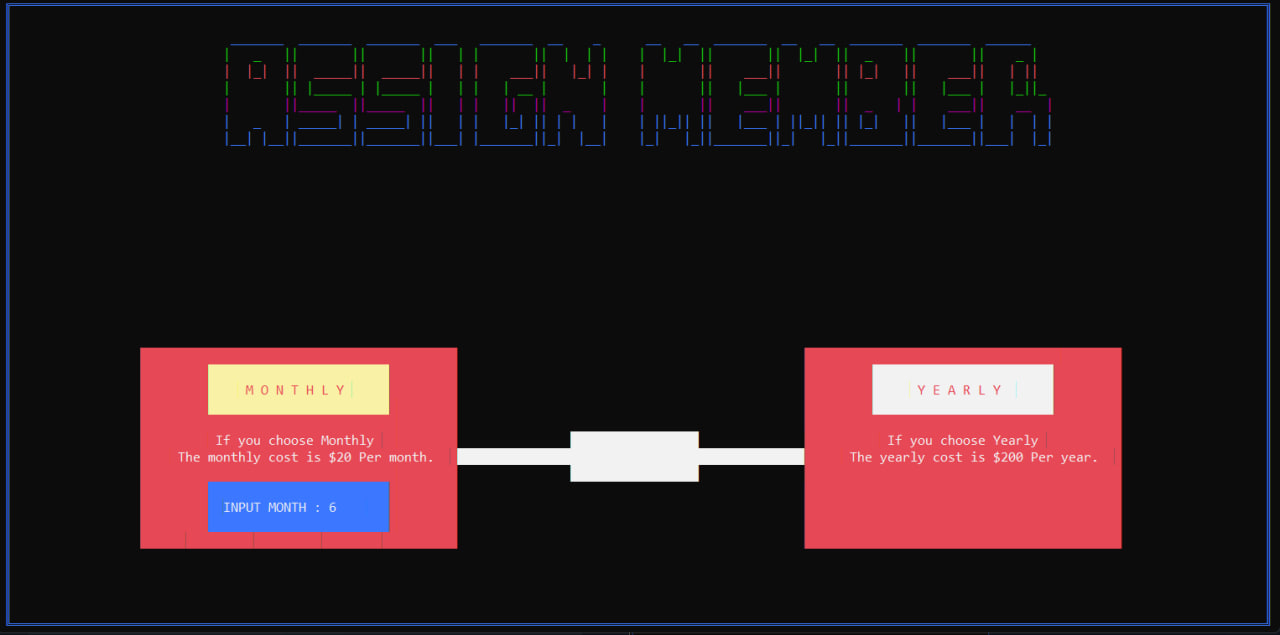 ASSIGN MEMBER
MONTHLY
If you choose Monthly
The monthly cost is $20 Per month.
INPUT MONTH : 6
YEARLY
If you choose Yearly
The yearly cost is $200 Per year.